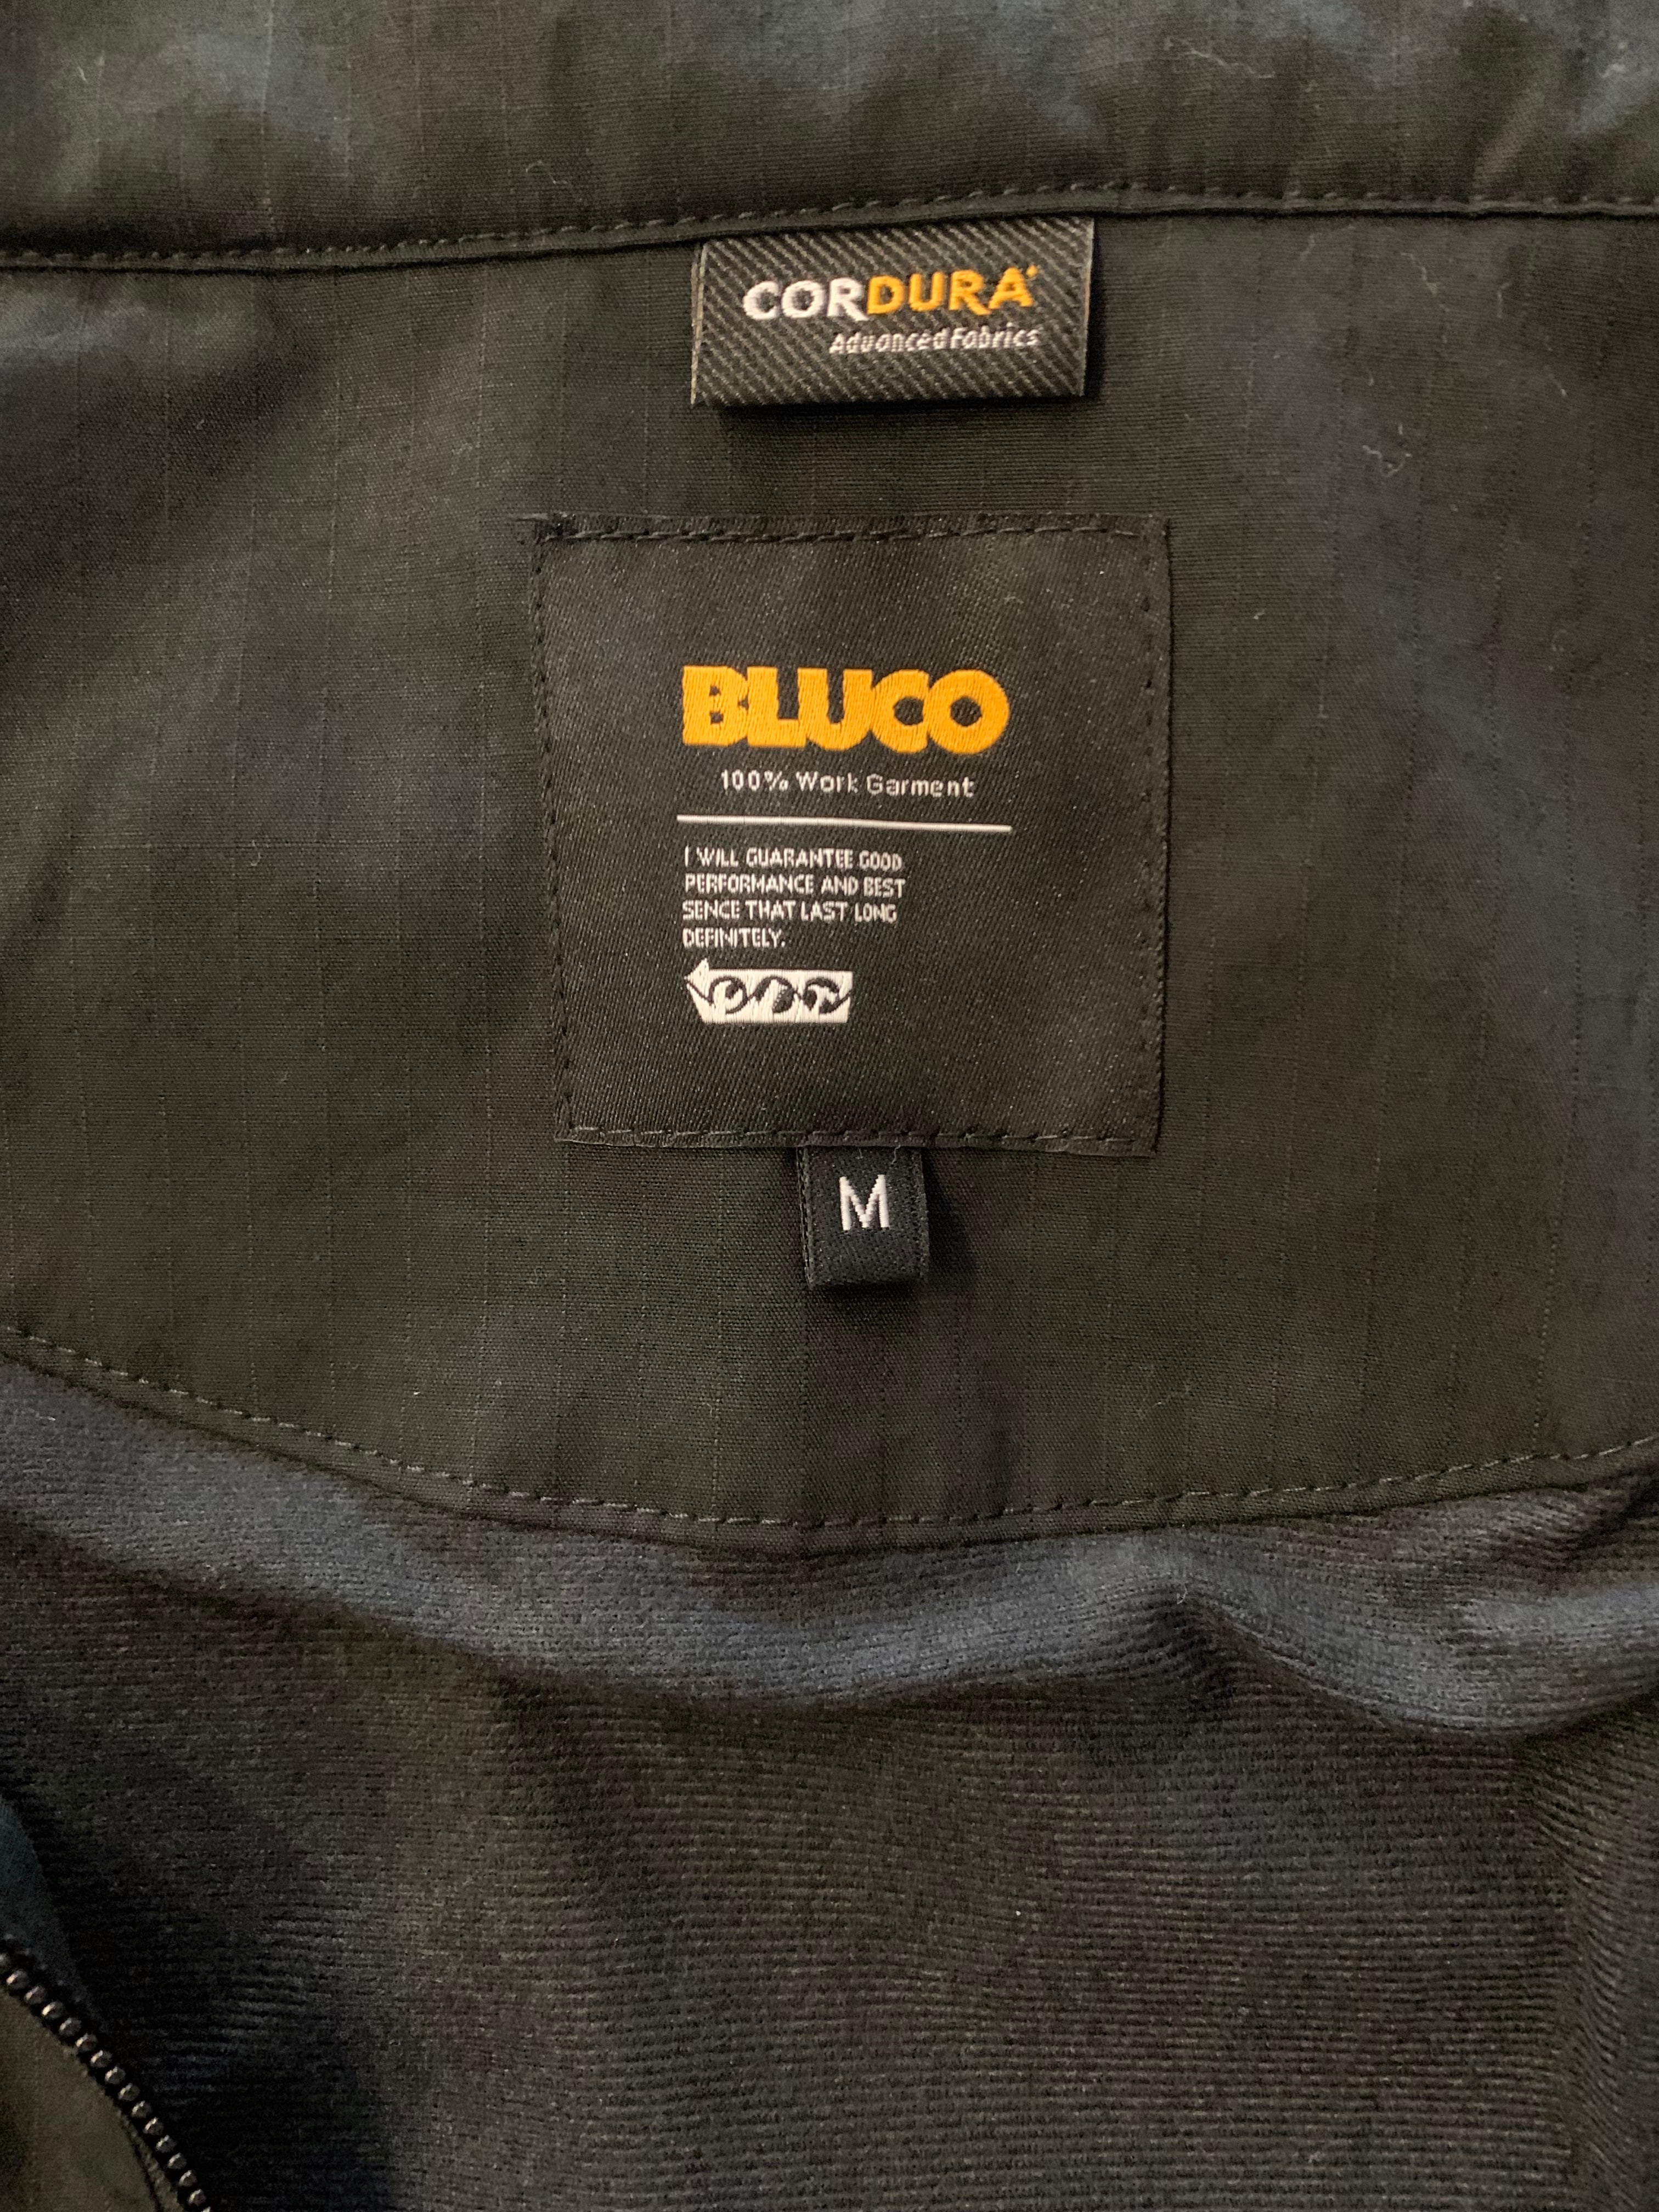 CORDURA
Advanced Fabrics
BLUCO
100% Work Garment
I WILL GUARANTEE GOOD
PERFORMANCE AND BEST
SENCE THAT LAST LONG
DEFINITELY.
M